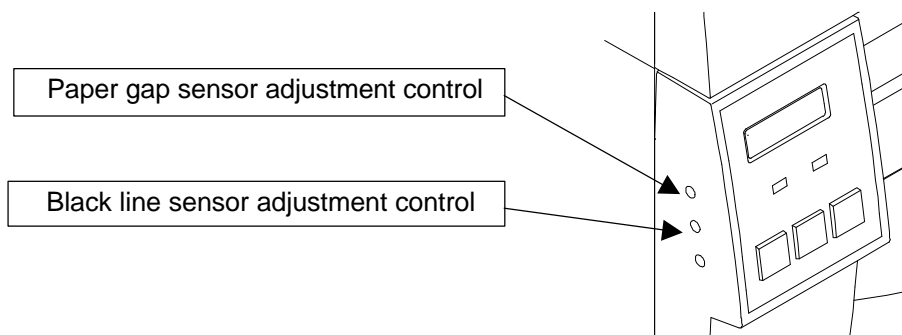 Paper gap sensor adjustment control
Black line sensor adjustment control